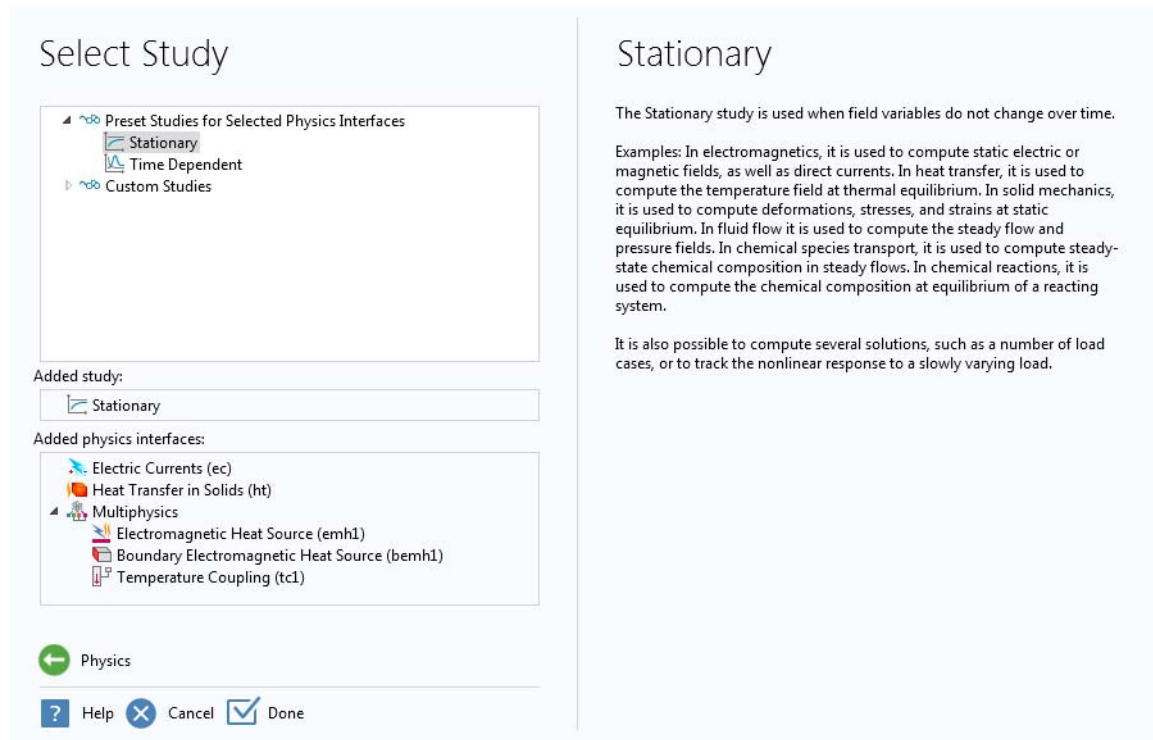 Select Study
Preset Studies for Selected Physics Interfaces
Stationary
Time Dependent
Custom Studies
Added study:
Stationary
Added physics interfaces:
Electric Currents (ec)
Heat Transfer in Solids (ht)
Multiphysics
Electromagnetic Heat Source (emh1)
Boundary Electromagnetic Heat Source (bemh1)
Temperature Coupling (tc1)
Physics
? Help Cancel Done
Stationary
The Stationary study is used when field variables do not change over time.
Examples: In electromagnetics, it is used to compute static electric or
magnetic fields, as well as direct currents. In heat transfer, it is used to
compute the temperature field at thermal equilibrium. In solid mechanics,
it is used to compute deformations, stresses, and strains at static
equilibrium. In fluid flow it is used to compute the steady flow and
pressure fields. In chemical species transport, it is used to compute steady-
state chemical composition in steady flows. In chemical reactions, it is
used to compute the chemical composition at equilibrium of a reacting
system.
It is also possible to compute several solutions, such as a number of load
cases, or to track the nonlinear response to a slowly varying load.